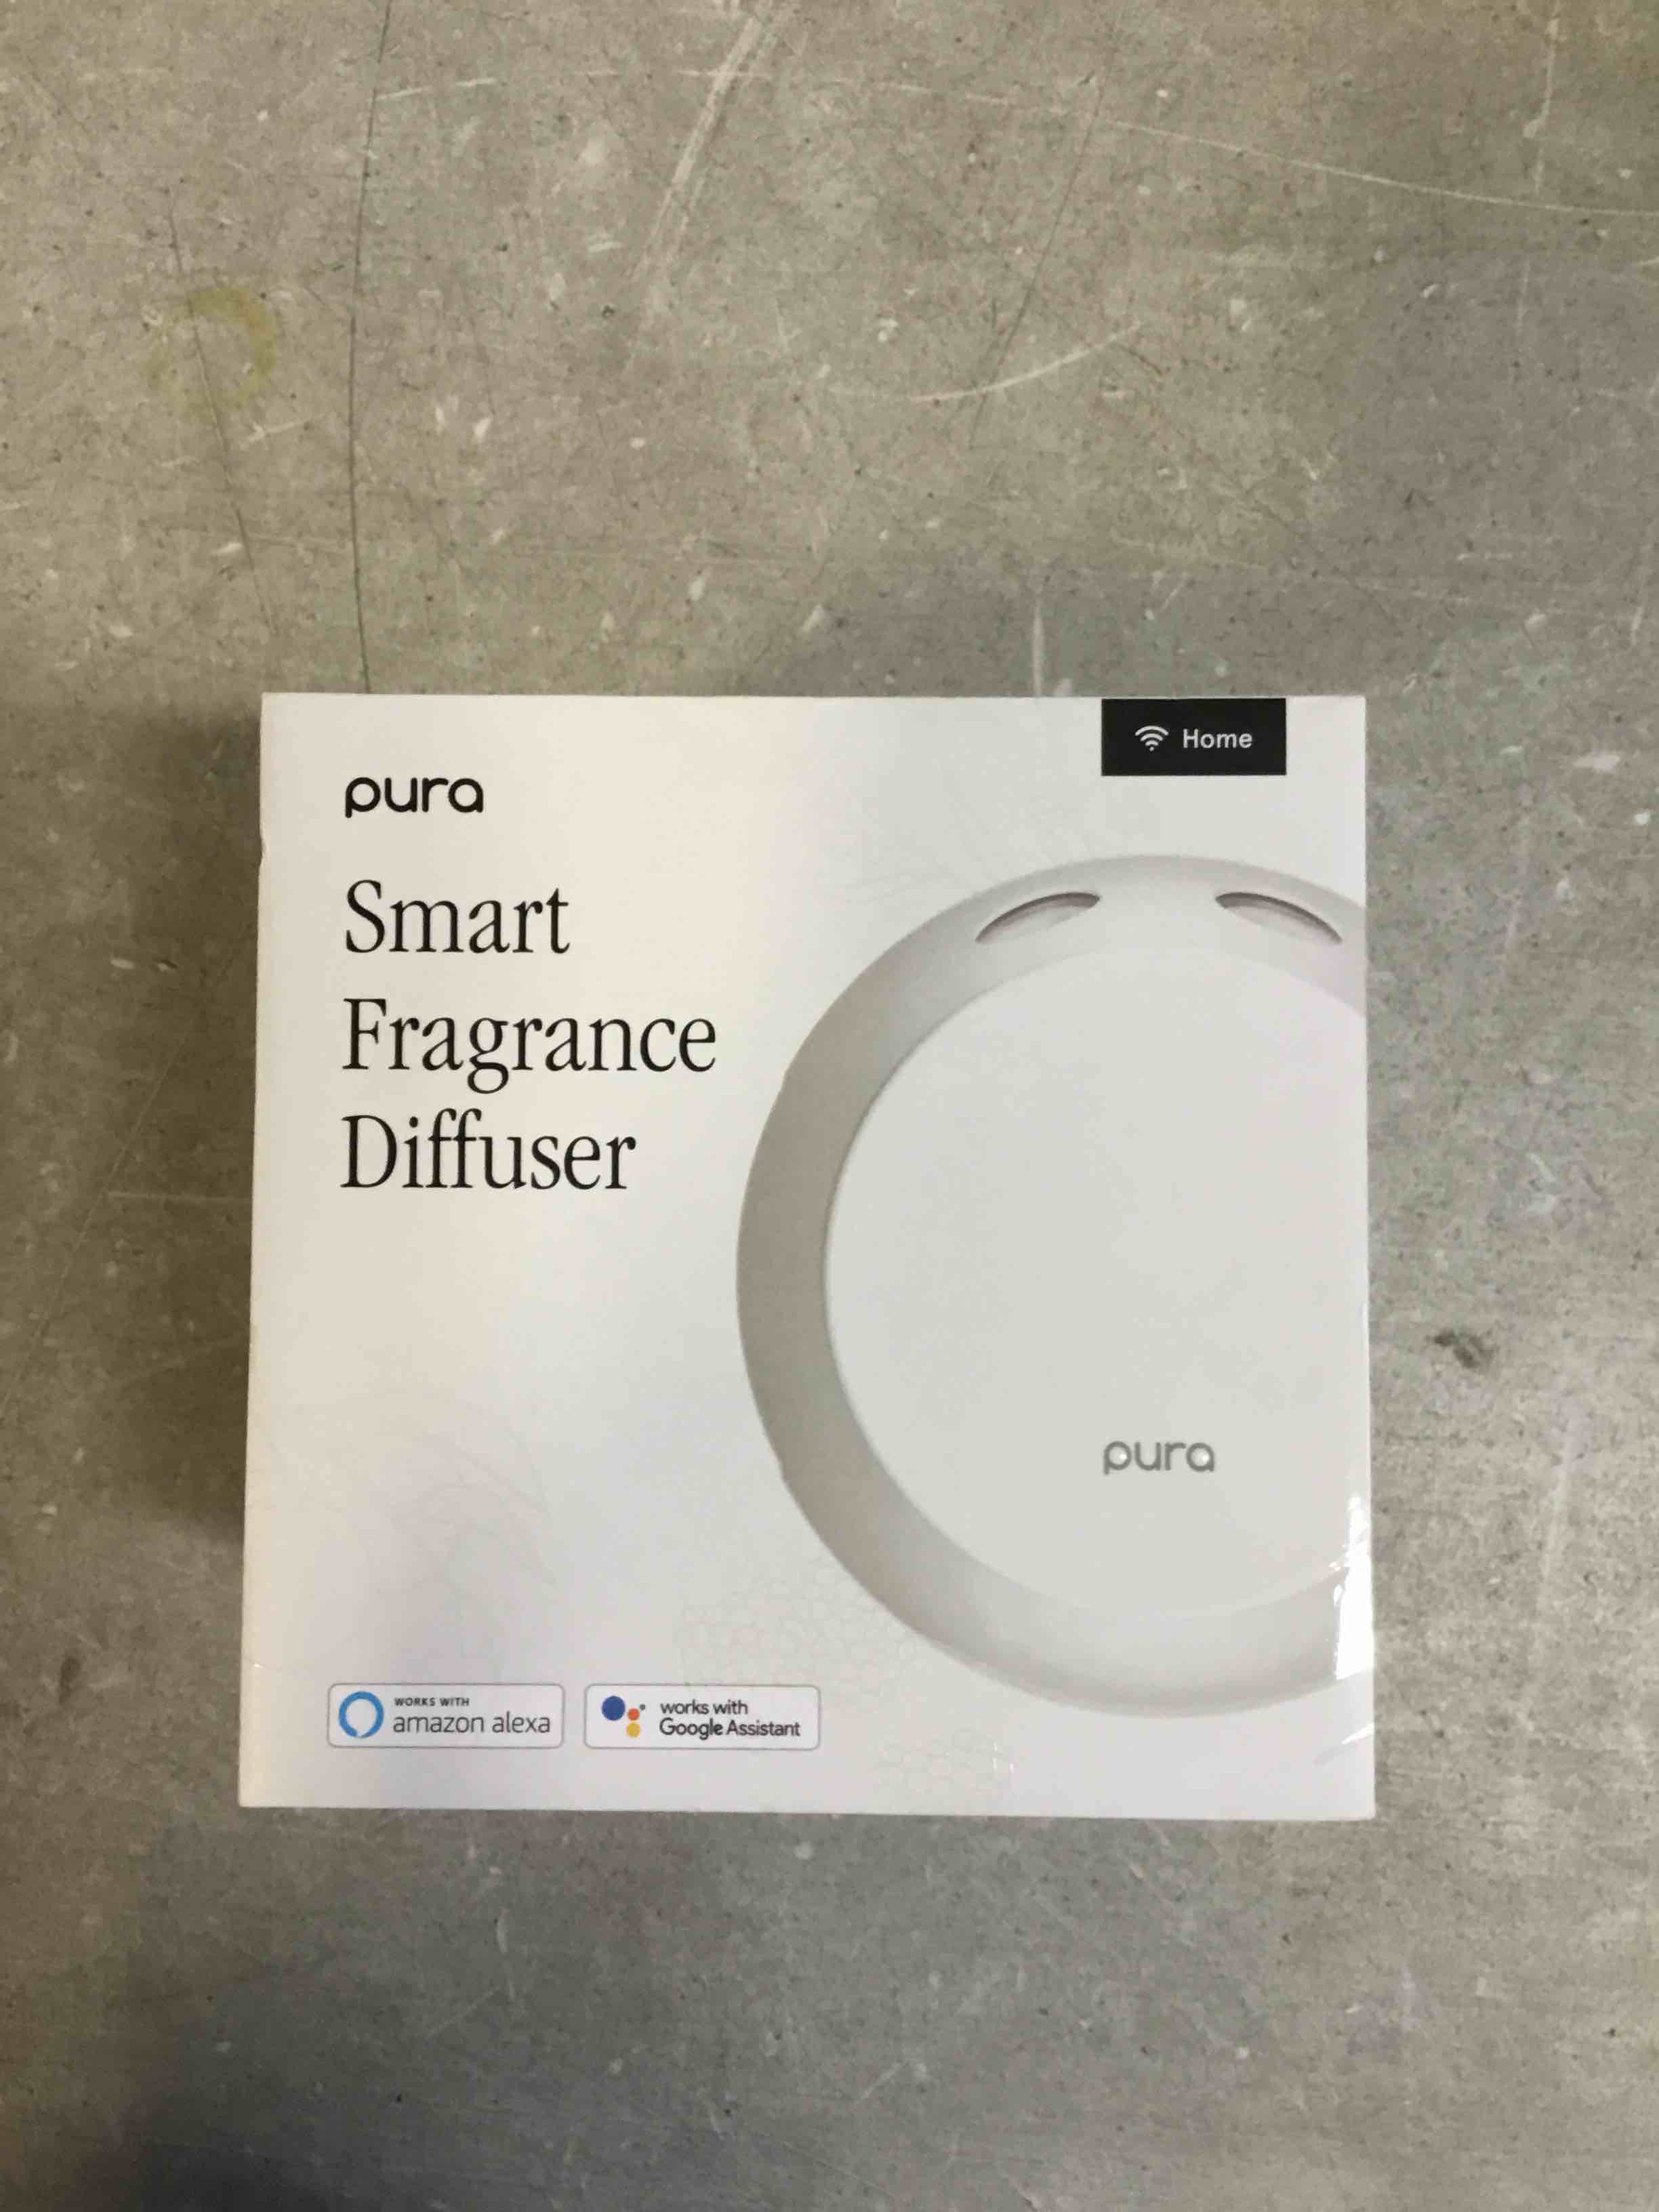 Home
pura
Smart
Fragrance
Diffuser
pura
WORKS WITH
amazon alexa
works with
Google Assistant